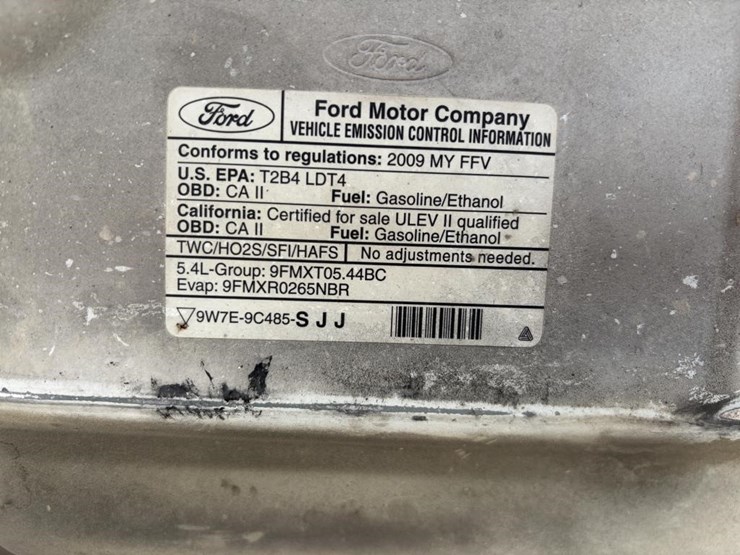 Ford
Ford
Ford Motor Company
VEHICLE EMISSION CONTROL INFORMATION
Conforms to regulations: 2009 MY FFV
U.S. EPA: T2B4 LDT4
OBD: CA II Fuel: Gasoline/Ethanol
California: Certified for sale ULEV II qualified
OBD: CA II Fuel: Gasoline/Ethanol
TWC/HO2S/SFI/HAFS No adjustments needed.
5.4L-Group: 9FMXT05.44BC
Evap: 9FMXR0265NBR
9W7E-9C485-S J J